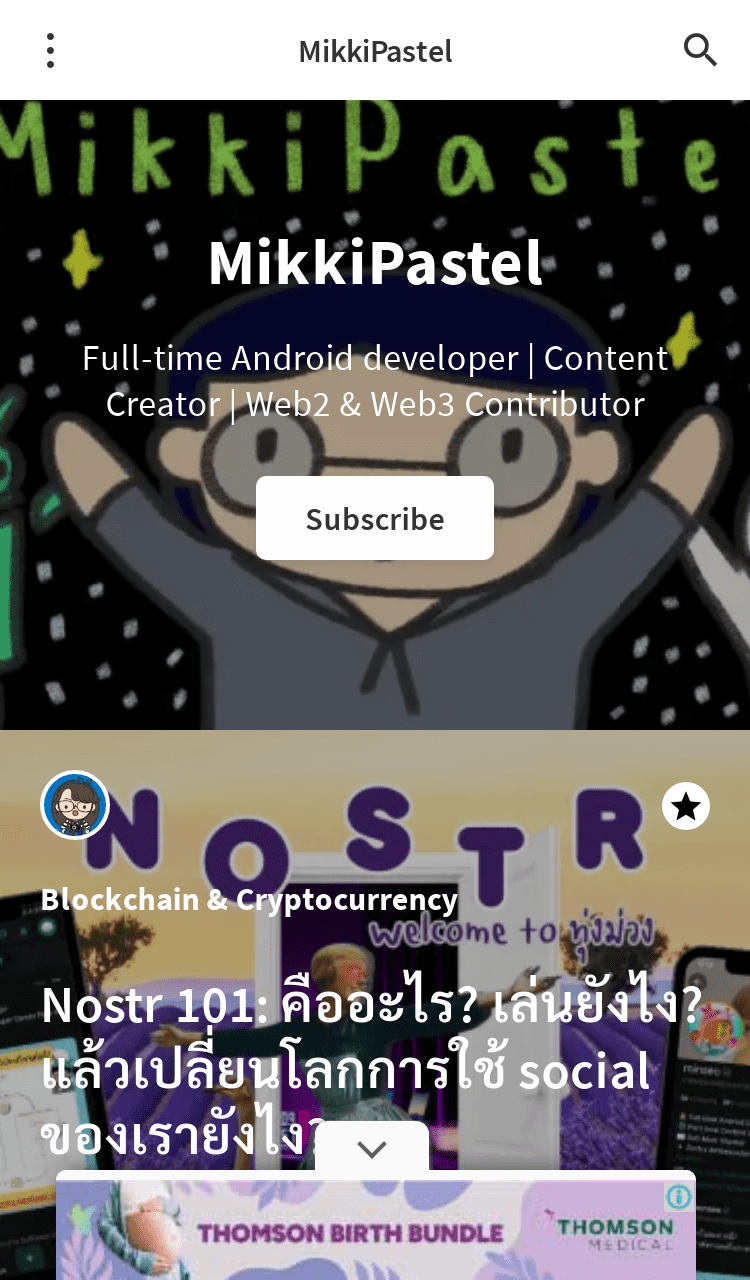 MikkiPastel
MikkiPaste
MikkiPastel
Full-time Android developer | Content
Creator | Web2 & Web3 Contributor
Subscribe
NOSTR
Blockchain & Cryptocurrency
welcome to ทุ่งม่วง
Nostr 101: คืออะไร? เล่นยังไง?
แล้วเปลี่ยนโลกการใช้ social
ของเรายังไง?
THOMSON BIRTH BUNDLE
THOMSON
MEDICAL